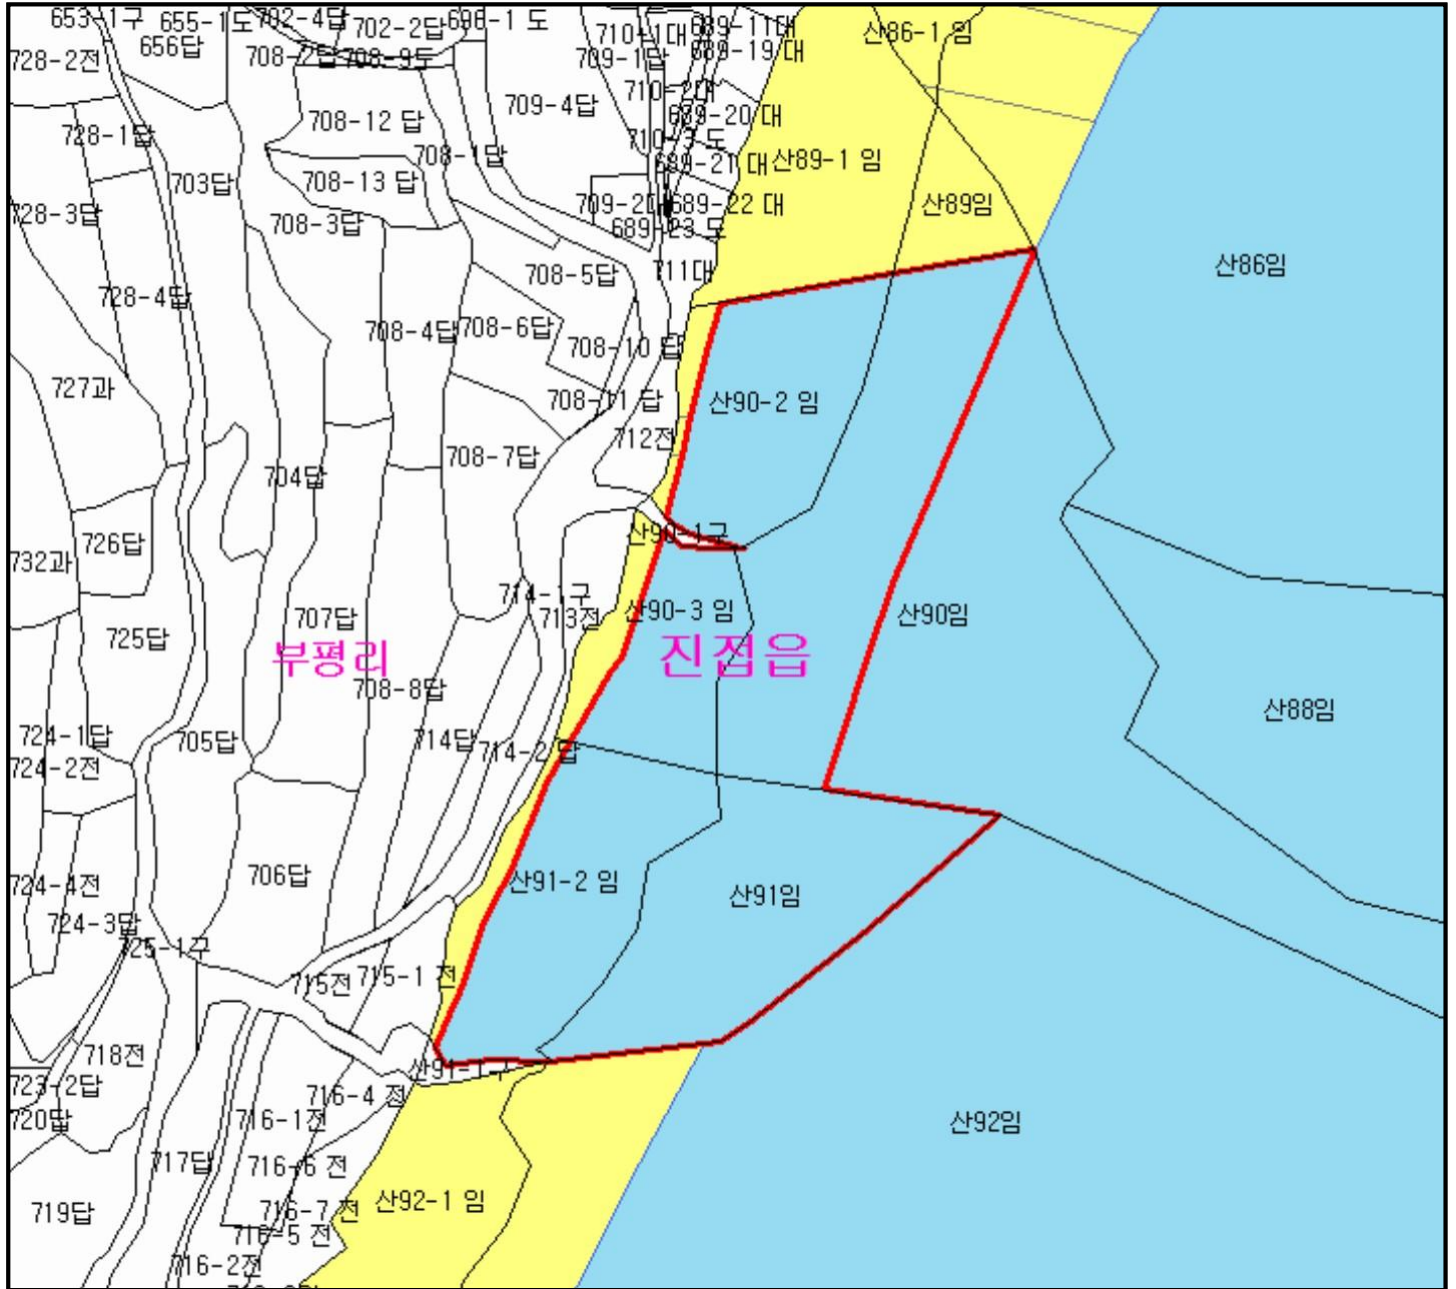 653-1구 655-1도 702-4답 702-2답 696-1 도 710-1대 689-11대
656답 708-2답 708-9도 709-1답 689-19 대 산86-1 임
728-2전
710-2대
709-4답 689-20 대
708-12 답
728-1답 710-3 도
708-1답 689-21 대 산89-1 임
703답 708-13 답
728-3답 708-3답 689-22 대 산89임
689-23 도
708-5답 711대 산86임
728-4답
708-4답 708-6답
708-10 답
727과 708-11 답 산90-2 임
712전
708-7답
704답
726답 산90-1구
732과
714-1구
725답 707답 713전 산90-3 임 산90임
부평리 진접읍
708-8답
산88임
724-1답 705답 714답 714-2 답
724-2전
706답 산91-2 임 산91임
724-4전
724-3답
725-1구
715전 715-1 전
718전 산91-1구
723-2답 716-4 전
720답 716-1전 산92임
717답 716-6 전
719답 716-7 전 산92-1 임
716-5 전
716-2전